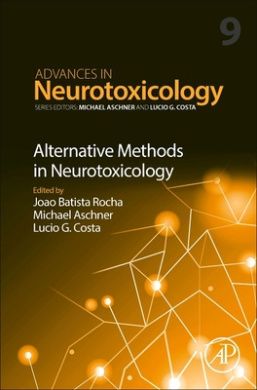 9
ADVANCES IN
Neurotoxicology
SERIES EDITORS: MICHAEL ASCHNER AND LUCIO G. COSTA
Alternative Methods
in Neurotoxicology
Edited by
Joao Batista Rocha
Michael Aschner
Lucio G. Costa
AP